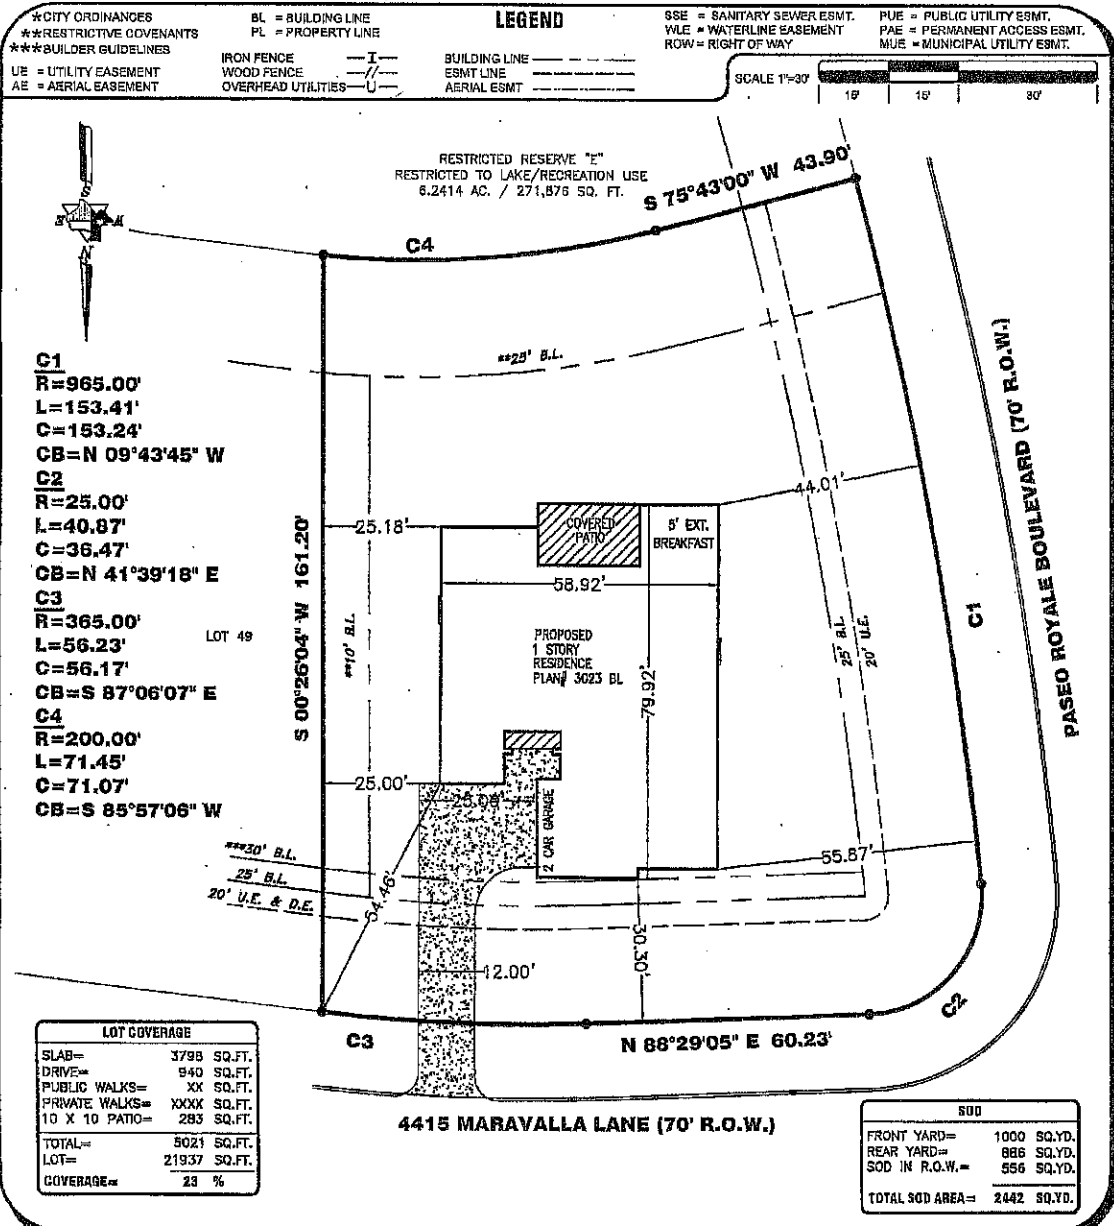 *CITY ORDINANCES
**RESTRICTIVE COVENANTS
***BUILDER GUIDELINES
UE = UTILITY EASEMENT
AE = AERIAL EASEMENT
BL = BUILDING LINE
PL = PROPERTY LINE
IRON FENCE —I—
WOOD FENCE —//—
OVERHEAD UTILITIES —U—
LEGEND
BUILDING LINE
ESMT LINE
AERIAL ESMT
SSE = SANITARY SEWER ESMT.
WLE = WATERLINE EASEMENT
ROW = RIGHT OF WAY
PUE = PUBLIC UTILITY ESMT.
PAE = PERMANENT ACCESS ESMT.
MUE = MUNICIPAL UTILITY ESMT.
SCALE 1"=30'
15' 15' 30'
RESTRICTED RESERVE "E"
RESTRICTED TO LAKE/RECREATION USE
6.2414 AC. / 271,876 SQ. FT.
S 75°43'00" W 43.90'
C4
**25' B.L.
C1
R=965.00'
L=153.41'
C=153.24'
CB=N 09°43'45" W
C2
R=25.00'
L=40.87'
C=36.47'
CB=N 41°39'18" E
C3
R=365.00'
L=56.23'
C=56.17'
CB=S 87°06'07" E
C4
R=200.00'
L=71.45'
C=71.07'
CB=S 85°57'06" W
LOT 49
S 00°26'04" W 161.20'
**10' B.L.
25.18'
44.01'
COVERED
PATIO
5' EXT.
BREAKFAST
58.92'
PROPOSED
1 STORY
RESIDENCE
PLAN# 3023 BL
79.92'
25' B.L.
20' U.E.
C1
PASEO ROYALE BOULEVARD (70' R.O.W.)
25.00'
25.08'
2 CAR GARAGE
55.87'
***30' B.L.
25' B.L.
20' U.E. & D.E.
54.46'
12.00'
30.30'
C3
N 88°29'05" E 60.23'
C2
4415 MARAVALLA LANE (70' R.O.W.)
LOT COVERAGE
SLAB= 3798 SQ.FT.
DRIVE= 940 SQ.FT.
PUBLIC WALKS= XX SQ.FT.
PRIVATE WALKS= XXXX SQ.FT.
10 X 10 PATIO= 283 SQ.FT.
TOTAL= 5021 SQ.FT.
LOT= 21937 SQ.FT.
COVERAGE= 23 %
SOD
FRONT YARD= 1000 SQ.YD.
REAR YARD= 886 SQ.YD.
SOD IN R.O.W.= 556 SQ.YD.
TOTAL SOD AREA= 2442 SQ.YD.